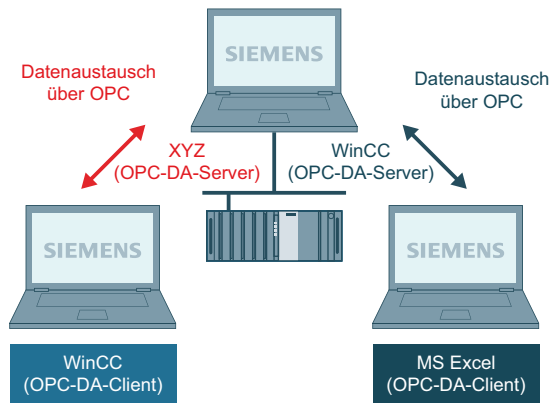 SIEMENS
Datenaustausch
über OPC
Datenaustausch
über OPC
XYZ
(OPC-DA-Server)
WinCC
(OPC-DA-Server)
SIEMENS
SIEMENS
WinCC
(OPC-DA-Client)
MS Excel
(OPC-DA-Client)